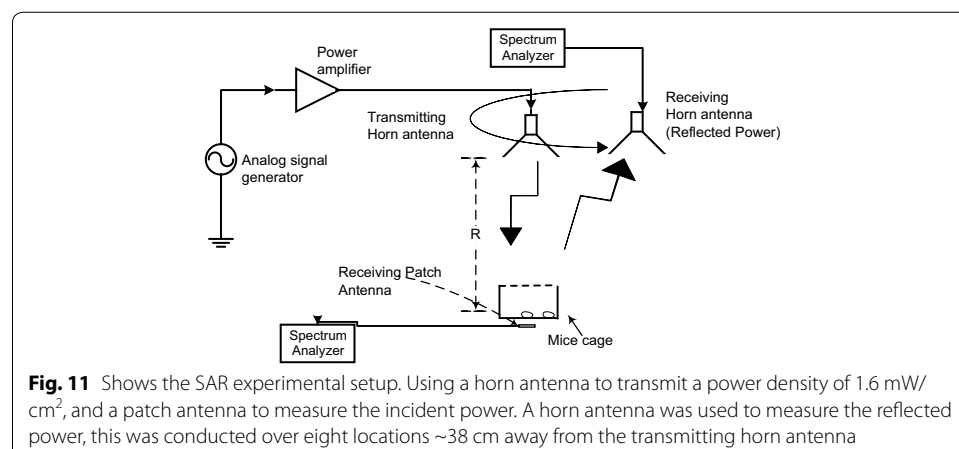 Spectrum
Analyzer
Power
amplifier
Transmitting
Horn antenna
Receiving
Horn antenna
(Reflected Power)
Analog signal
generator
R
Receiving Patch
Antenna
Spectrum
Analyzer
Mice cage
Fig. 11 Shows the SAR experimental setup. Using a horn antenna to transmit a power density of 1.6 mW/
cm², and a patch antenna to measure the incident power. A horn antenna was used to measure the reflected
power, this was conducted over eight locations ~38 cm away from the transmitting horn antenna